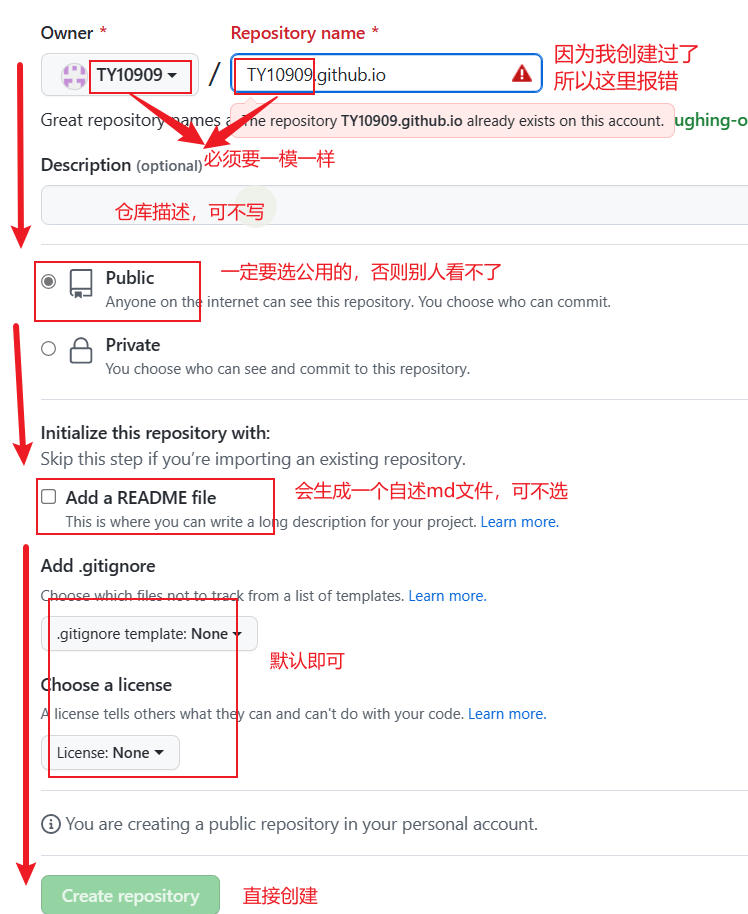 Owner *
Repository name *
TY10909
/
TY10909.github.io
因为我创建过了
所以这里报错
Great repository names a
The repository TY10909.github.io already exists on this account.
ughing-o
必须要一模一样
Description (optional)
仓库描述，可不写
Public
一定要选公用的，否则别人看不了
Anyone on the internet can see this repository. You choose who can commit.
Private
You choose who can see and commit to this repository.
Initialize this repository with:
Skip this step if you’re importing an existing repository.
Add a README file
会生成一个自述md文件，可不选
This is where you can write a long description for your project. Learn more.
Add .gitignore
Choose which files not to track from a list of templates. Learn more.
.gitignore template: None
默认即可
Choose a license
A license tells others what they can and can't do with your code. Learn more.
License: None
You are creating a public repository in your personal account.
Create repository
直接创建